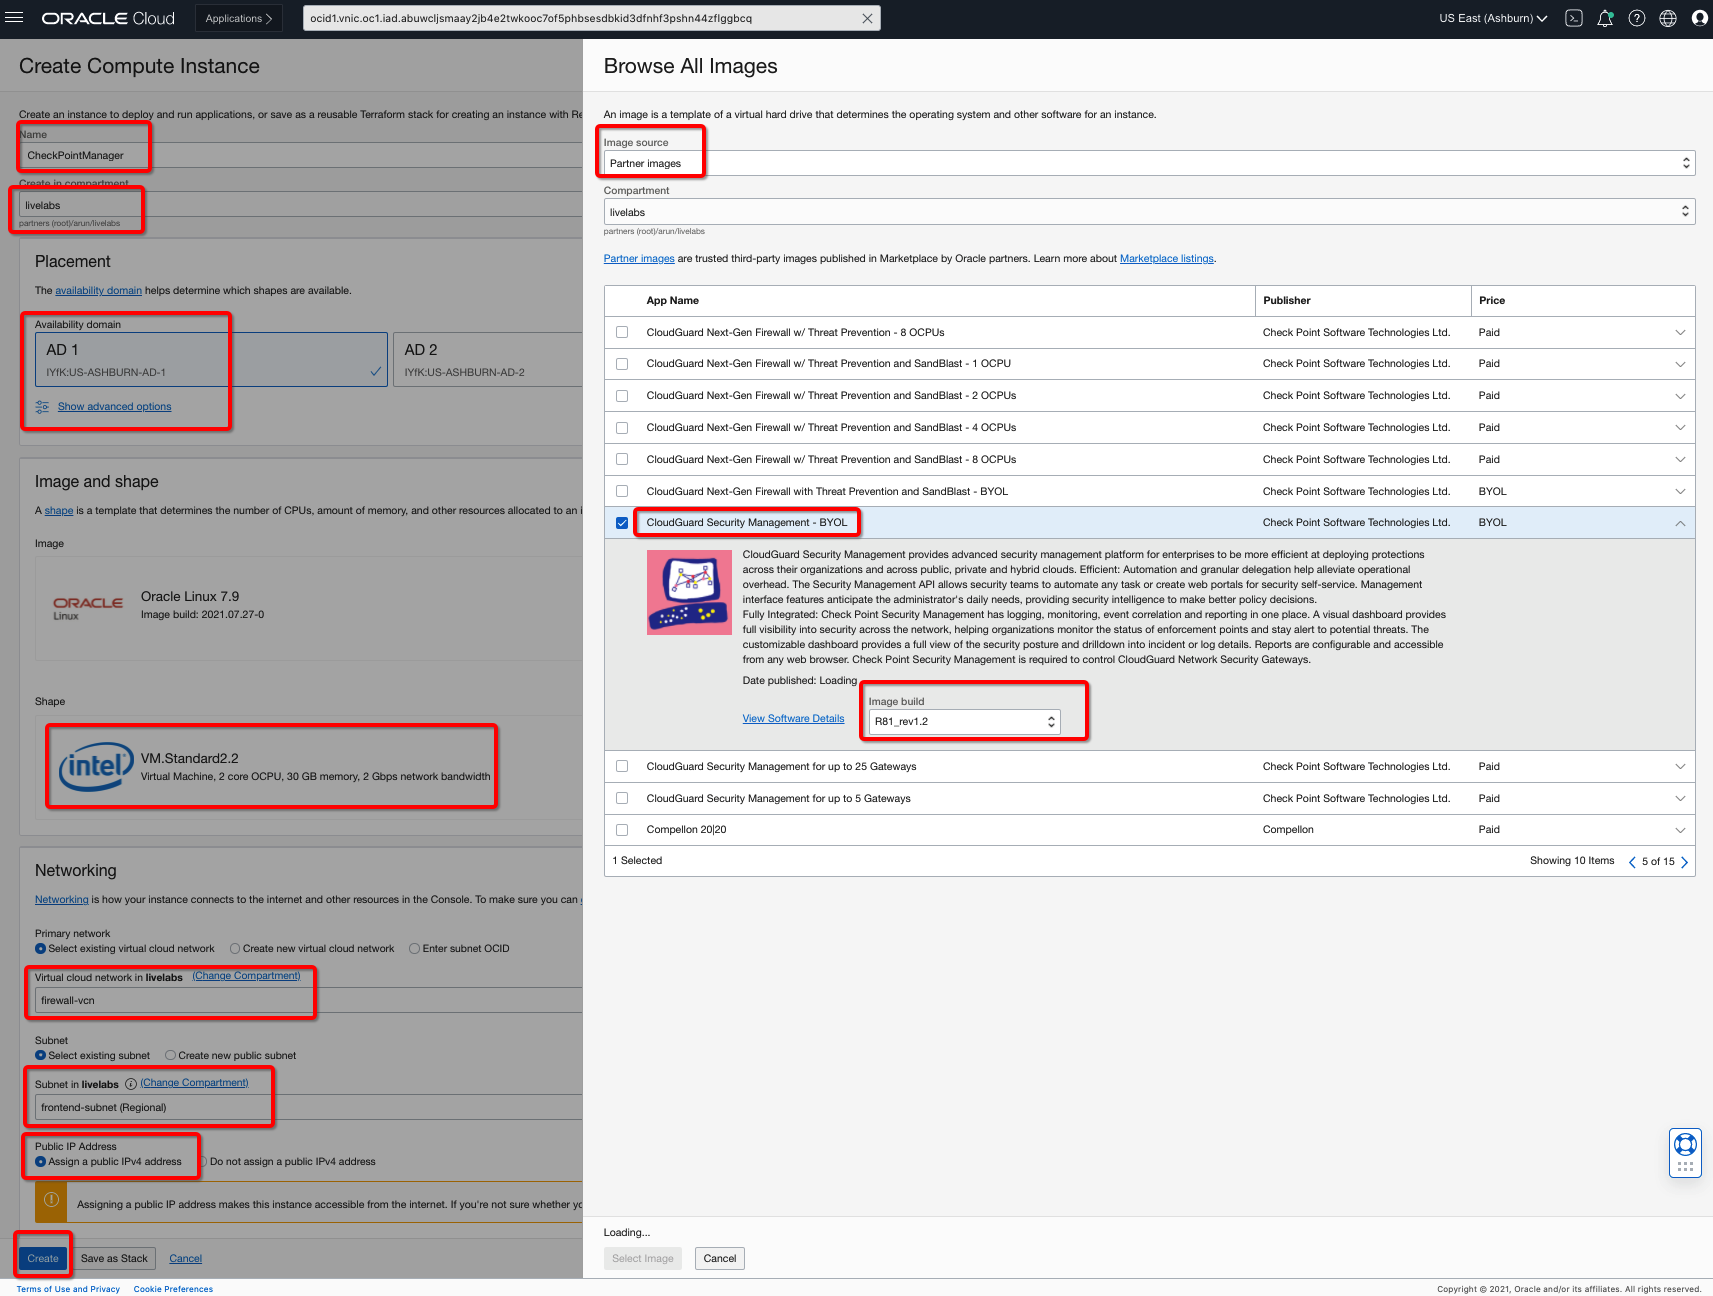 ORACLE Cloud
Applications
ocid1.vnic.oc1.iad.abuwcljsmaay2jb4e2twkooc7of5phbsesdbkid3dfnhf3pshn44zflggbcq
US East (Ashburn)
Create Compute Instance
Create an instance to deploy and run applications, or save as a reusable Terraform stack for creating an instance with Re
Name
CheckPointManager
Create in compartment
livelabs
partners (root)/arun/livelabs
Placement
The availability domain helps determine which shapes are available.
Availability domain
AD 1
IYfK:US-ASHBURN-AD-1
AD 2
IYfK:US-ASHBURN-AD-2
Show advanced options
Image and shape
A shape is a template that determines the number of CPUs, amount of memory, and other resources allocated to an i
Image
ORACLE
Linux
Oracle Linux 7.9
Image build: 2021.07.27-0
Shape
intel
VM.Standard2.2
Virtual Machine, 2 core OCPU, 30 GB memory, 2 Gbps network bandwidth
Networking
Networking is how your instance connects to the internet and other resources in the Console. To make sure you can
Primary network
Select existing virtual cloud network
Create new virtual cloud network
Enter subnet OCID
Virtual cloud network in livelabs (Change Compartment)
firewall-vcn
Subnet
Select existing subnet
Create new public subnet
Subnet in livelabs (Change Compartment)
frontend-subnet (Regional)
Public IP Address
Assign a public IPv4 address
Do not assign a public IPv4 address
Assigning a public IP address makes this instance accessible from the internet. If you're not sure whether yo
Create
Save as Stack
Cancel
Browse All Images
An image is a template of a virtual hard drive that determines the operating system and other software for an instance.
Image source
Partner images
Compartment
livelabs
partners (root)/arun/livelabs
Partner images are trusted third-party images published in Marketplace by Oracle partners. Learn more about Marketplace listings.
App Name Publisher Price
CloudGuard Next-Gen Firewall w/ Threat Prevention - 8 OCPUs Check Point Software Technologies Ltd. Paid
CloudGuard Next-Gen Firewall w/ Threat Prevention and SandBlast - 1 OCPU Check Point Software Technologies Ltd. Paid
CloudGuard Next-Gen Firewall w/ Threat Prevention and SandBlast - 2 OCPUs Check Point Software Technologies Ltd. Paid
CloudGuard Next-Gen Firewall w/ Threat Prevention and SandBlast - 4 OCPUs Check Point Software Technologies Ltd. Paid
CloudGuard Next-Gen Firewall w/ Threat Prevention and SandBlast - 8 OCPUs Check Point Software Technologies Ltd. Paid
CloudGuard Next-Gen Firewall with Threat Prevention and SandBlast - BYOL Check Point Software Technologies Ltd. BYOL
CloudGuard Security Management - BYOL Check Point Software Technologies Ltd. BYOL
CloudGuard Security Management provides advanced security management platform for enterprises to be more efficient at deploying protections
across their organizations and across public, private and hybrid clouds. Efficient: Automation and granular delegation help alleviate operational
overhead. The Security Management API allows security teams to automate any task or create web portals for security self-service. Management
interface features anticipate the administrator's daily needs, providing security intelligence to make better policy decisions.
Fully Integrated: Check Point Security Management has logging, monitoring, event correlation and reporting in one place. A visual dashboard provides
full visibility into security across the network, helping organizations monitor the status of enforcement points and stay alert to potential threats. The
customizable dashboard provides a full view of the security posture and drilldown into incident or log details. Reports are configurable and accessible
from any web browser. Check Point Security Management is required to control CloudGuard Network Security Gateways.
Date published: Loading
View Software Details
Image build
R81_rev1.2
CloudGuard Security Management for up to 25 Gateways Check Point Software Technologies Ltd. Paid
CloudGuard Security Management for up to 5 Gateways Check Point Software Technologies Ltd. Paid
Compellon 20|20 Compellon Paid
1 Selected
Showing 10 Items 5 of 15
Loading...
Select Image
Cancel
Terms of Use and Privacy
Cookie Preferences
Copyright © 2021, Oracle and/or its affiliates. All rights reserved.